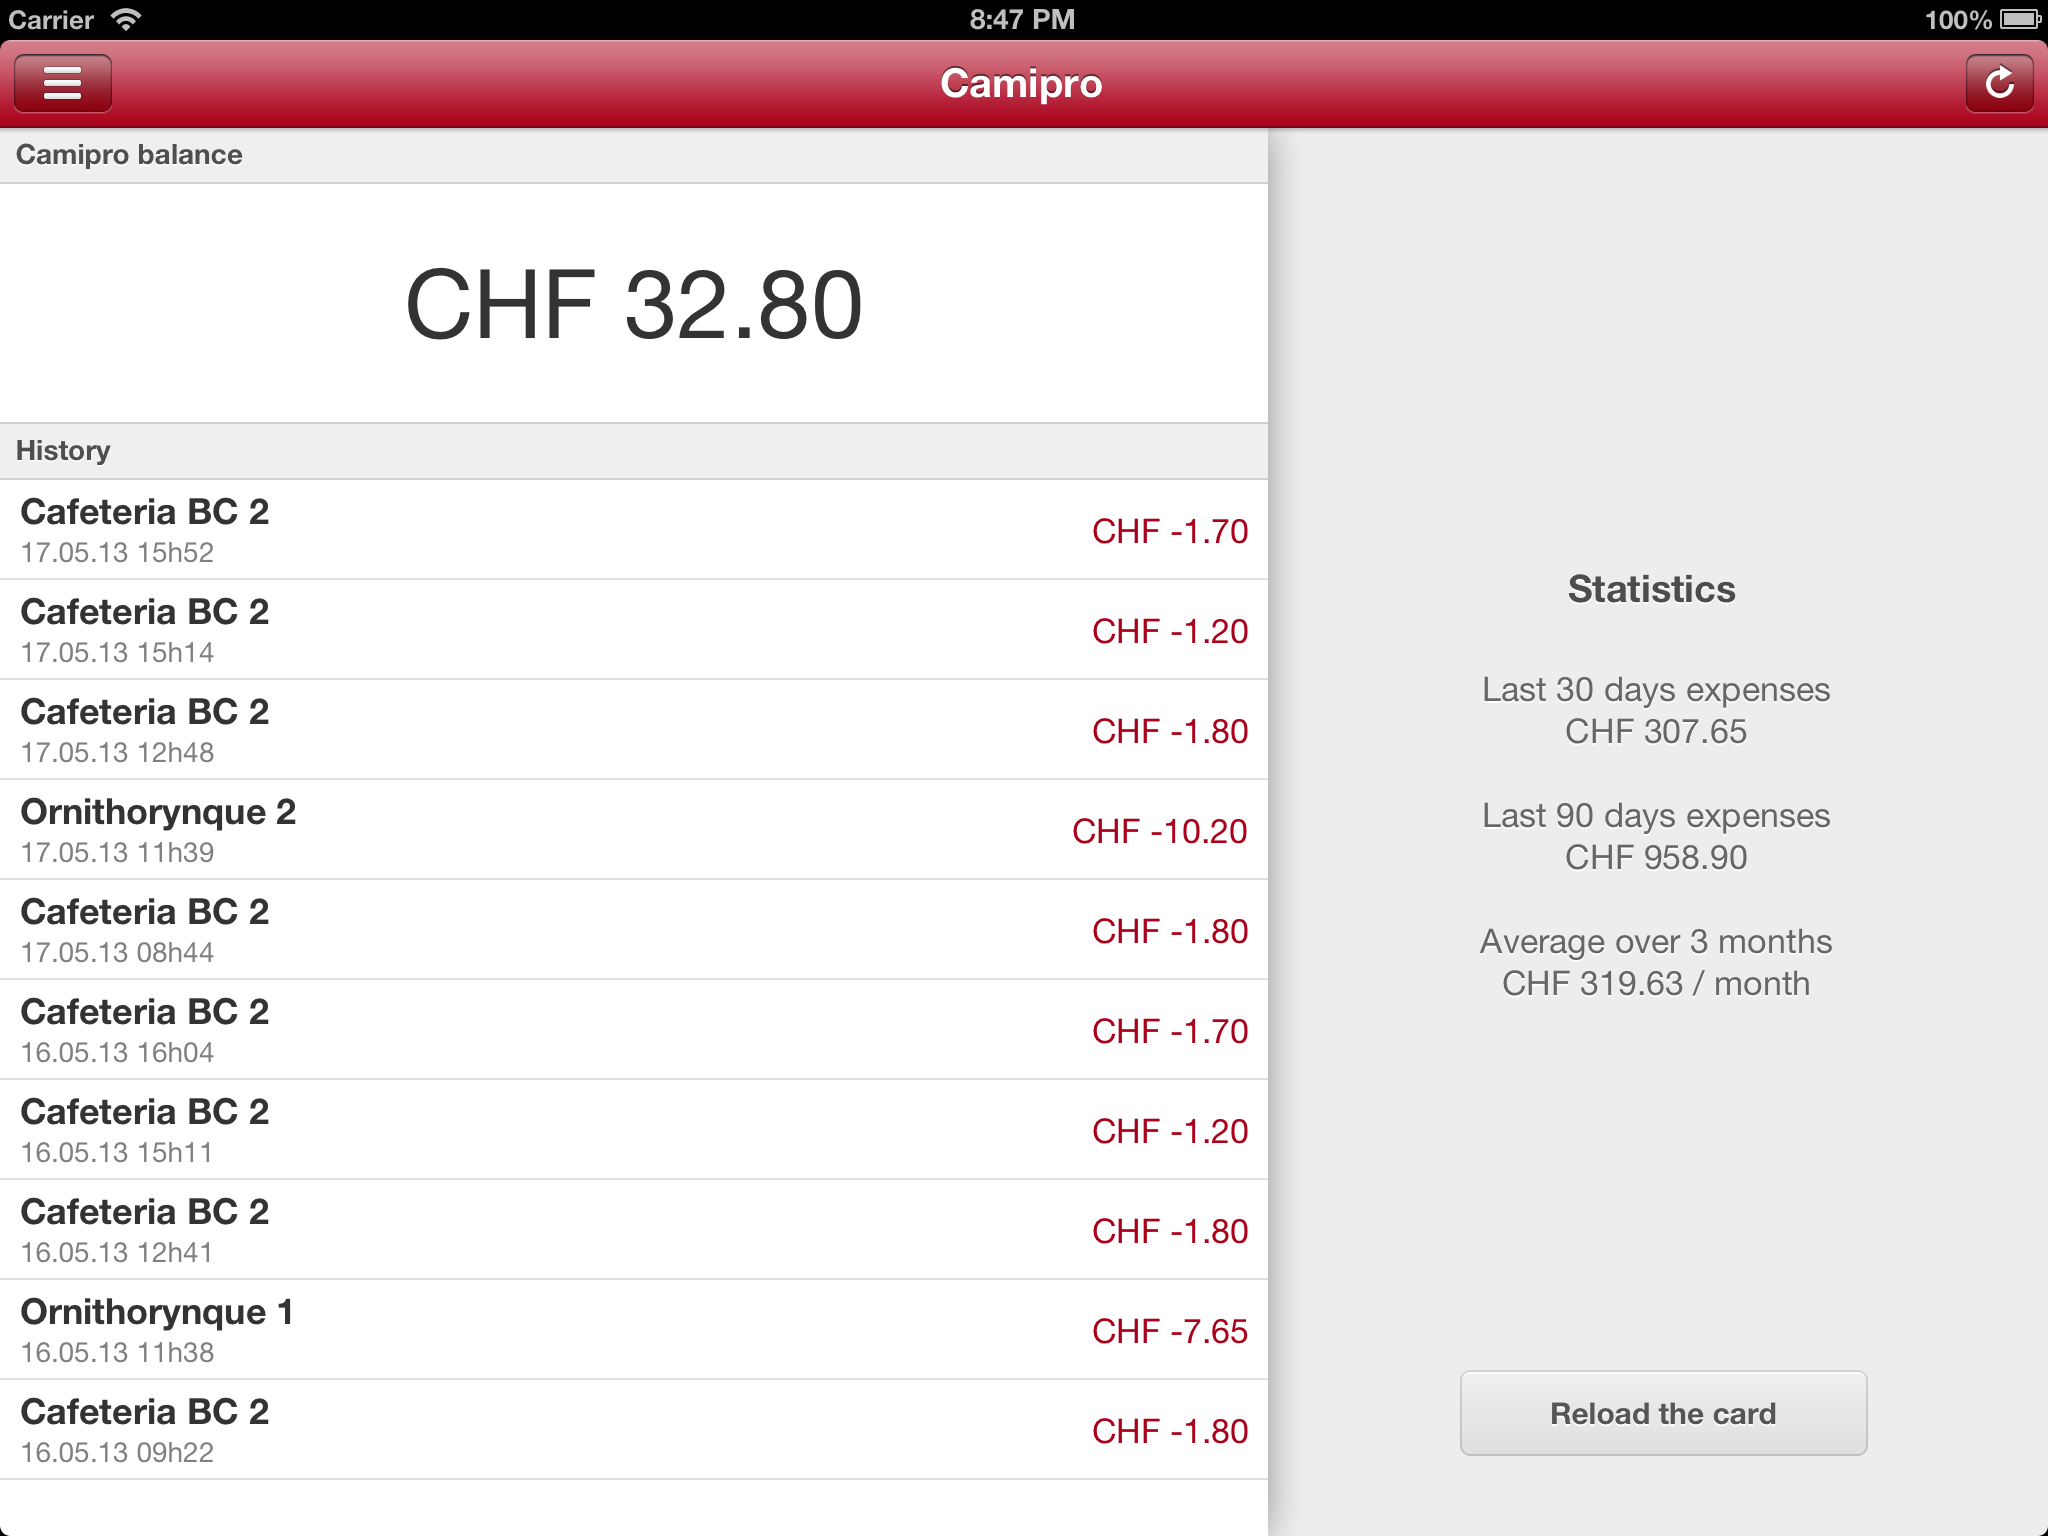 Carrier 8:47 PM 100%
Camipro
Camipro balance
CHF 32.80
History
Cafeteria BC 2
17.05.13 15h52
CHF -1.70
Cafeteria BC 2
17.05.13 15h14
CHF -1.20
Cafeteria BC 2
17.05.13 12h48
CHF -1.80
Ornithorynque 2
17.05.13 11h39
CHF -10.20
Cafeteria BC 2
17.05.13 08h44
CHF -1.80
Cafeteria BC 2
16.05.13 16h04
CHF -1.70
Cafeteria BC 2
16.05.13 15h11
CHF -1.20
Cafeteria BC 2
16.05.13 12h41
CHF -1.80
Ornithorynque 1
16.05.13 11h38
CHF -7.65
Cafeteria BC 2
16.05.13 09h22
CHF -1.80
Statistics
Last 30 days expenses
CHF 307.65
Last 90 days expenses
CHF 958.90
Average over 3 months
CHF 319.63 / month
Reload the card